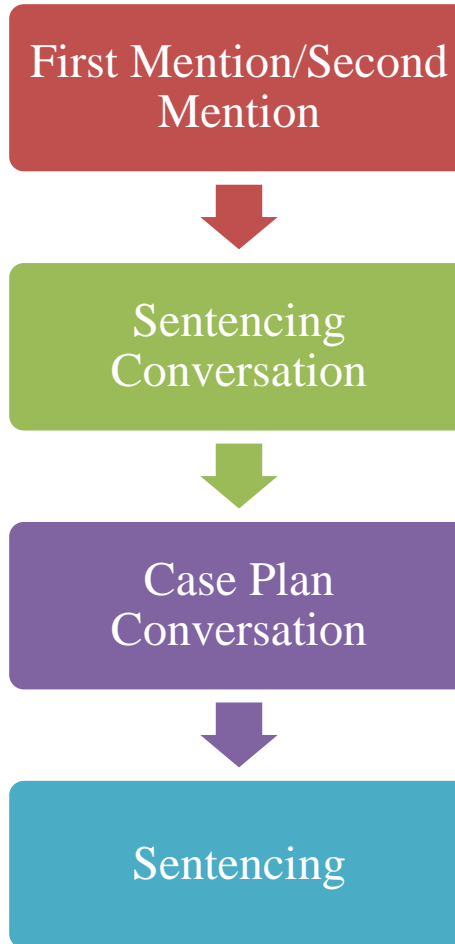 First Mention/Second
Mention
Sentencing
Conversation
Case Plan
Conversation
Sentencing